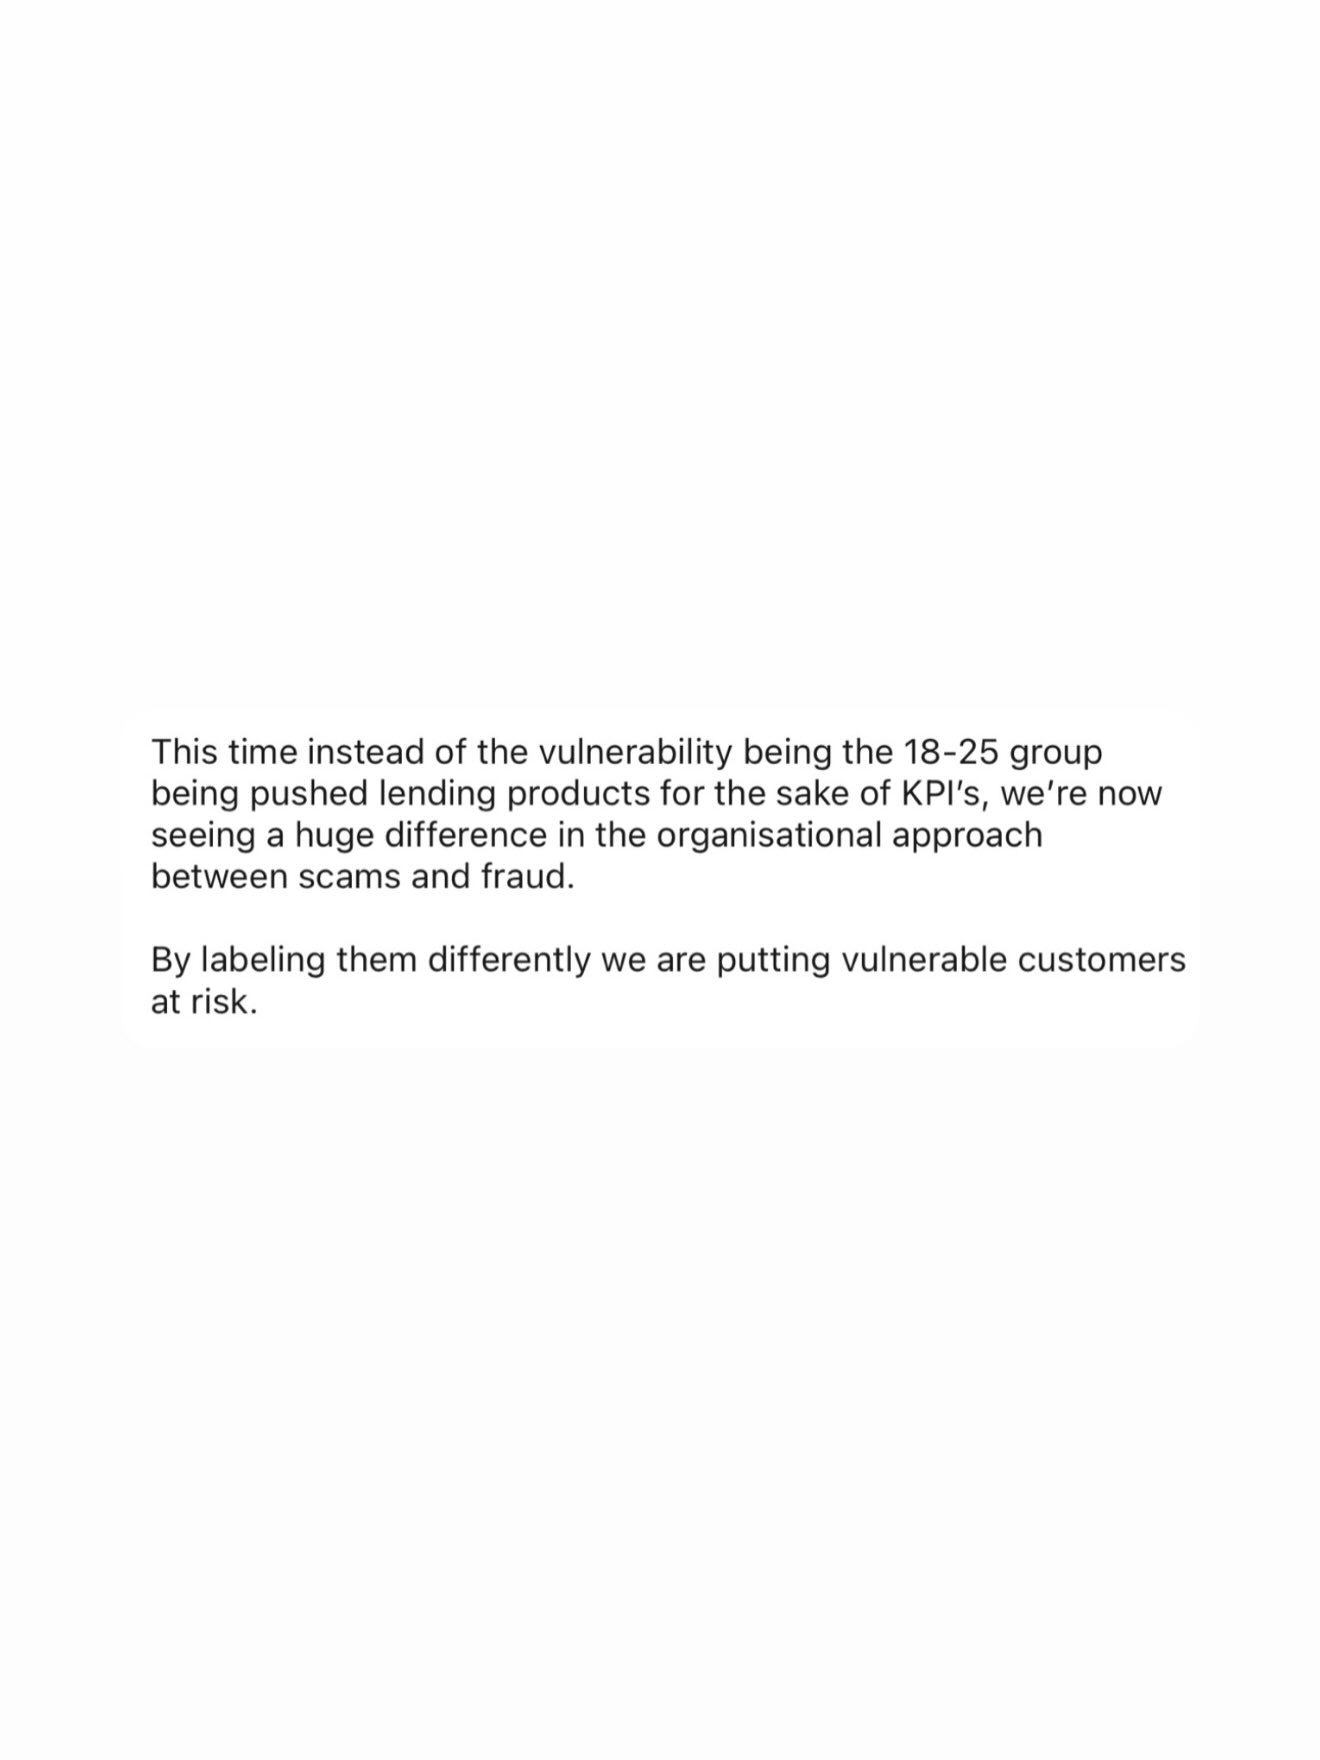 This time instead of the vulnerability being the 18-25 group
being pushed lending products for the sake of KPI’s, we’re now
seeing a huge difference in the organisational approach
between scams and fraud.
By labeling them differently we are putting vulnerable customers
at risk.